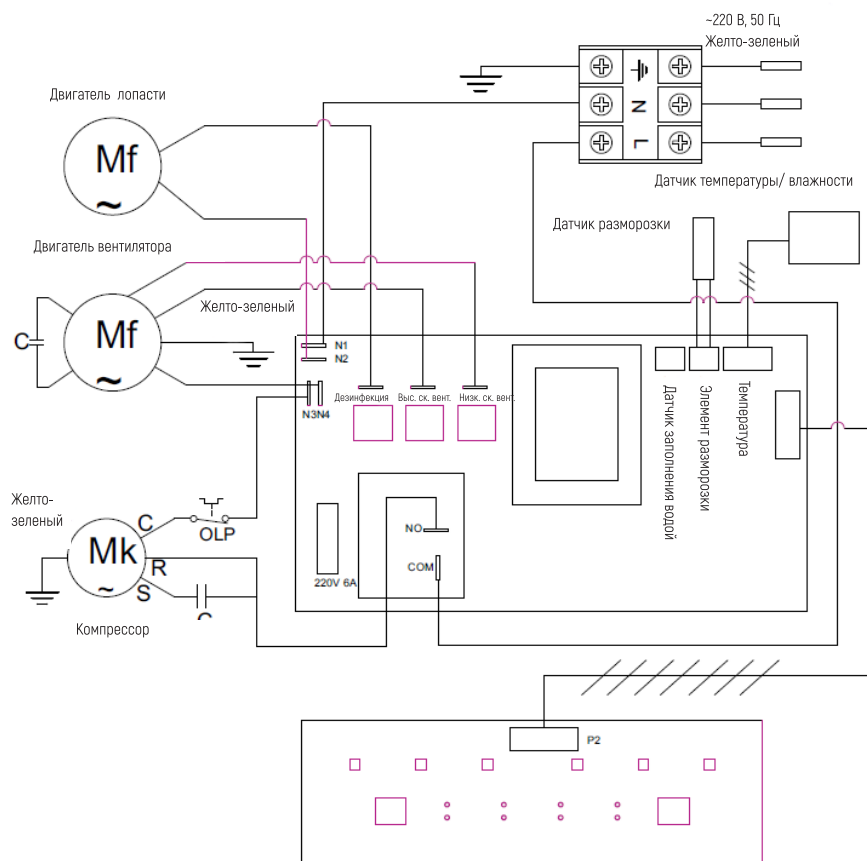 ~220 В, 50 Гц
Желто-зеленый
Двигатель лопасти
Mf
~
N
L
Датчик температуры/ влажности
Датчик разморозки
Двигатель вентилятора
Желто-зеленый
C
Mf
~
N1
N2
N3N4
Дезинфекция
Выс. ск. вент.
Низк. ск. вент.
Датчик заполнения водой
Элемент разморозки
Температура
Желто-
зеленый
C
OLP
Mk
~
R
S
C
Компрессор
NO
COM
220V 6A
P2